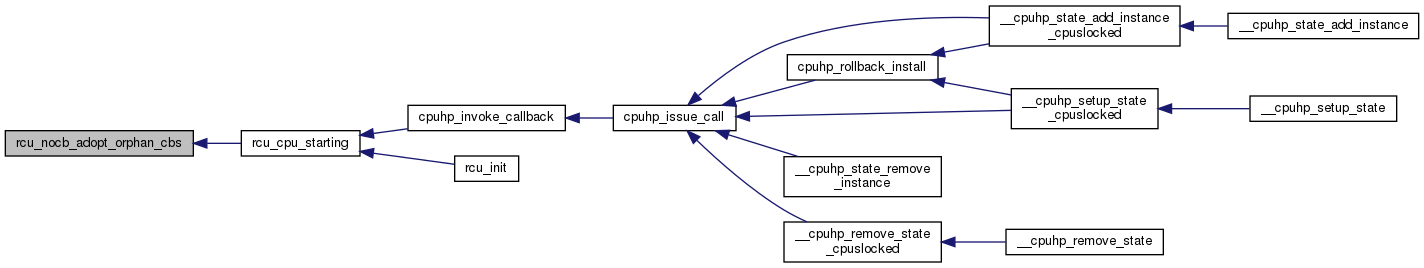 rcu_nocb_adopt_orphan_cbs
rcu_cpu_starting
cpuhp_invoke_callback
rcu_init
cpuhp_issue_call
cpuhp_rollback_install
__cpuhp_state_add_instance
_cpuslocked
__cpuhp_state_add_instance
__cpuhp_setup_state
_cpuslocked
__cpuhp_setup_state
__cpuhp_state_remove
_instance
__cpuhp_remove_state
_cpuslocked
__cpuhp_remove_state